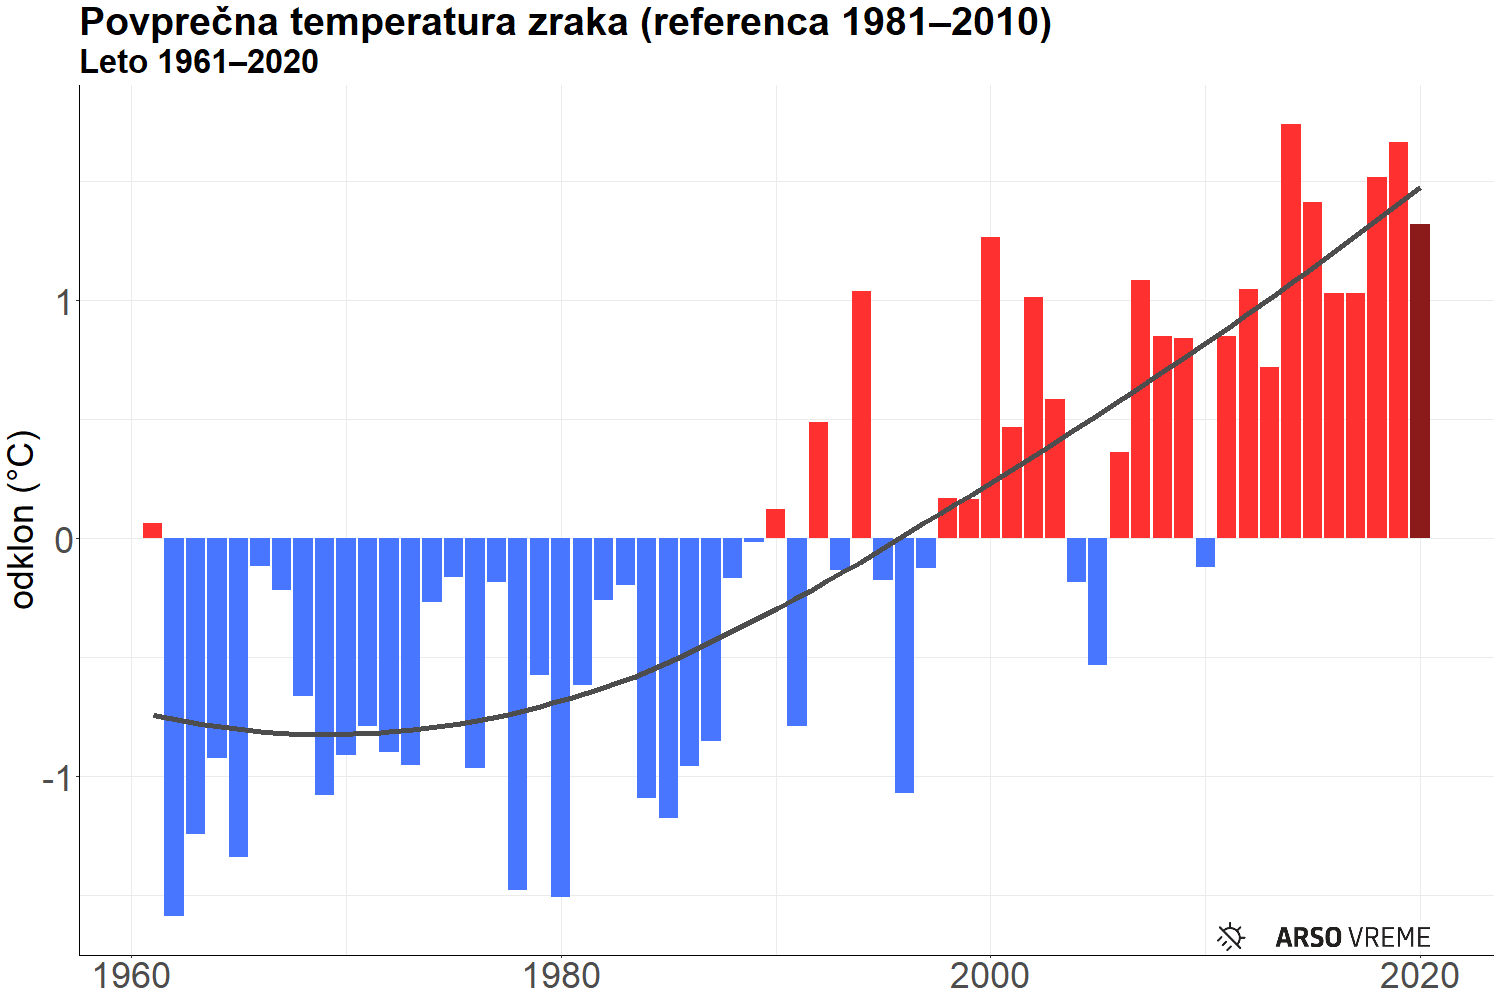 Povprečna temperatura zraka (referenca 1981–2010)
Leto 1961–2020
odklon (°C)
1
0
-1
1960
1980
2000
2020
ARSO VREME